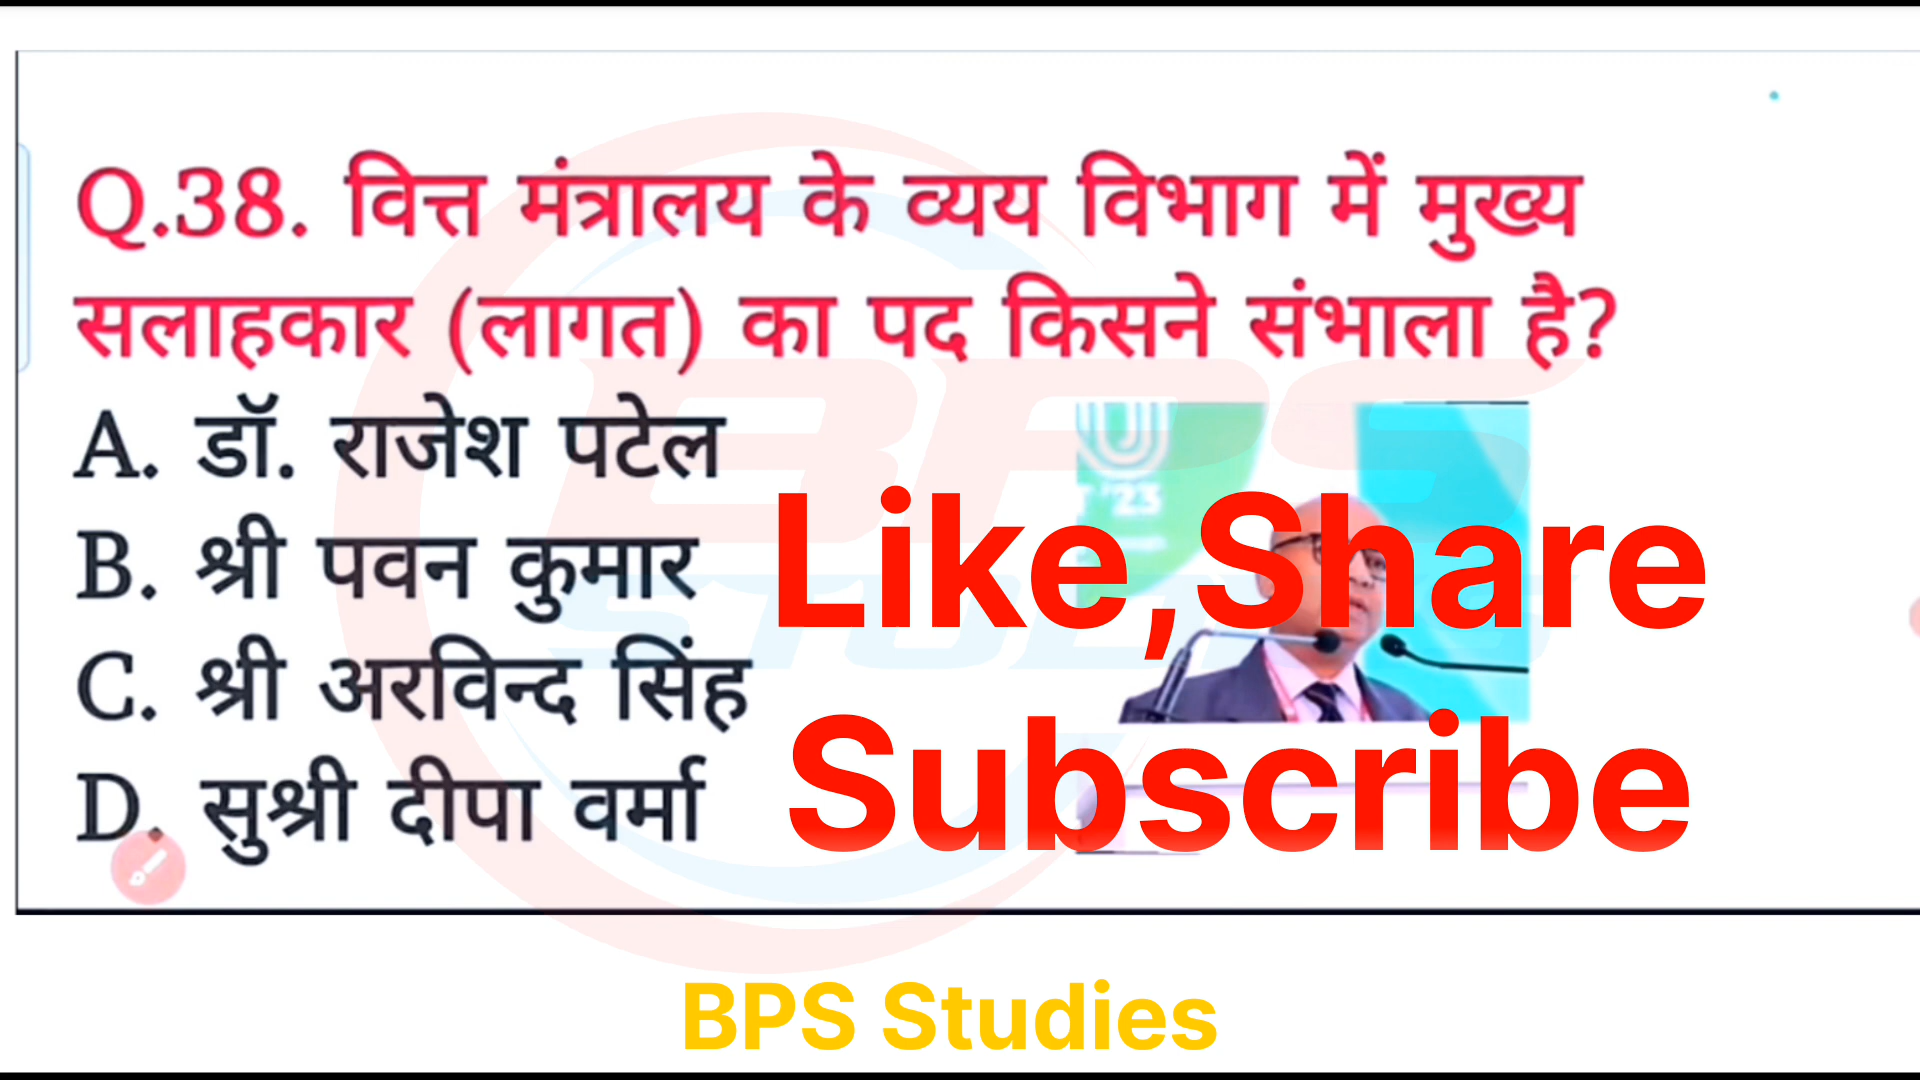 Q.38. वित्त मंत्रालय के व्यय विभाग में मुख्य
सलाहकार (लागत) का पद किसने संभाला है?
A. डॉ. राजेश पटेल
B. श्री पवन कुमार
C. श्री अरविन्द सिंह
D. सुश्री दीपा वर्मा
Like,Share
Subscribe
BPS Studies